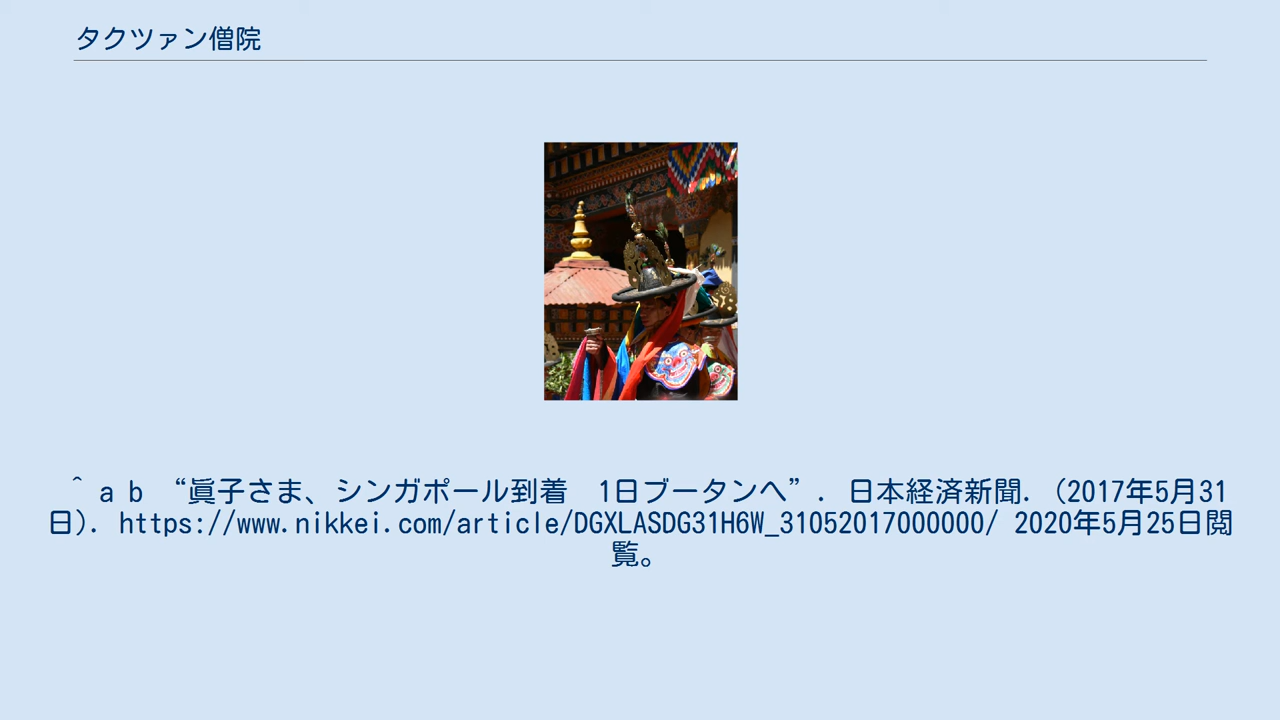 タクツァン僧院
^ a b “眞子さま、シンガポール到着　1日ブータンへ”. 日本経済新聞. (2017年5月31
日). https://www.nikkei.com/article/DGXLASDG31H6W_31052017000000/ 2020年5月25日閲
覧。